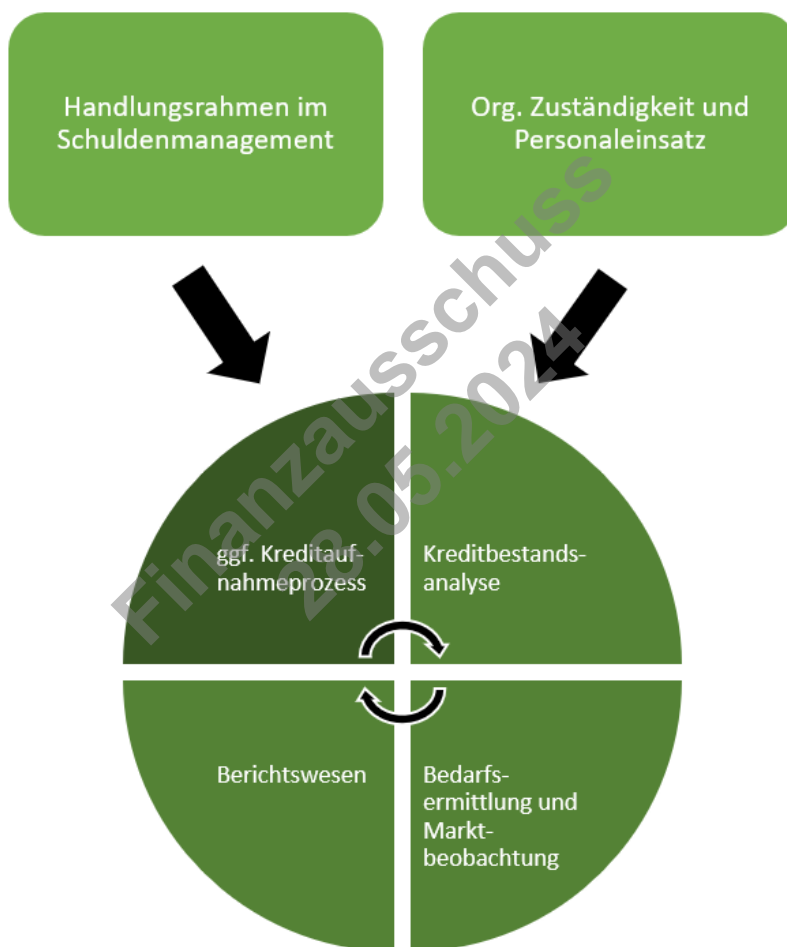 Handlungsrahmen im
Schuldenmanagement
Org. Zuständigkeit und
Personaleinsatz
Finanzausschuss
28.05.2024
ggf. Kreditauf-
nahmeprozess
Kreditbestands-
analyse
Berichtswesen
Bedarfs-
ermittlung und
Markt-
beobachtung